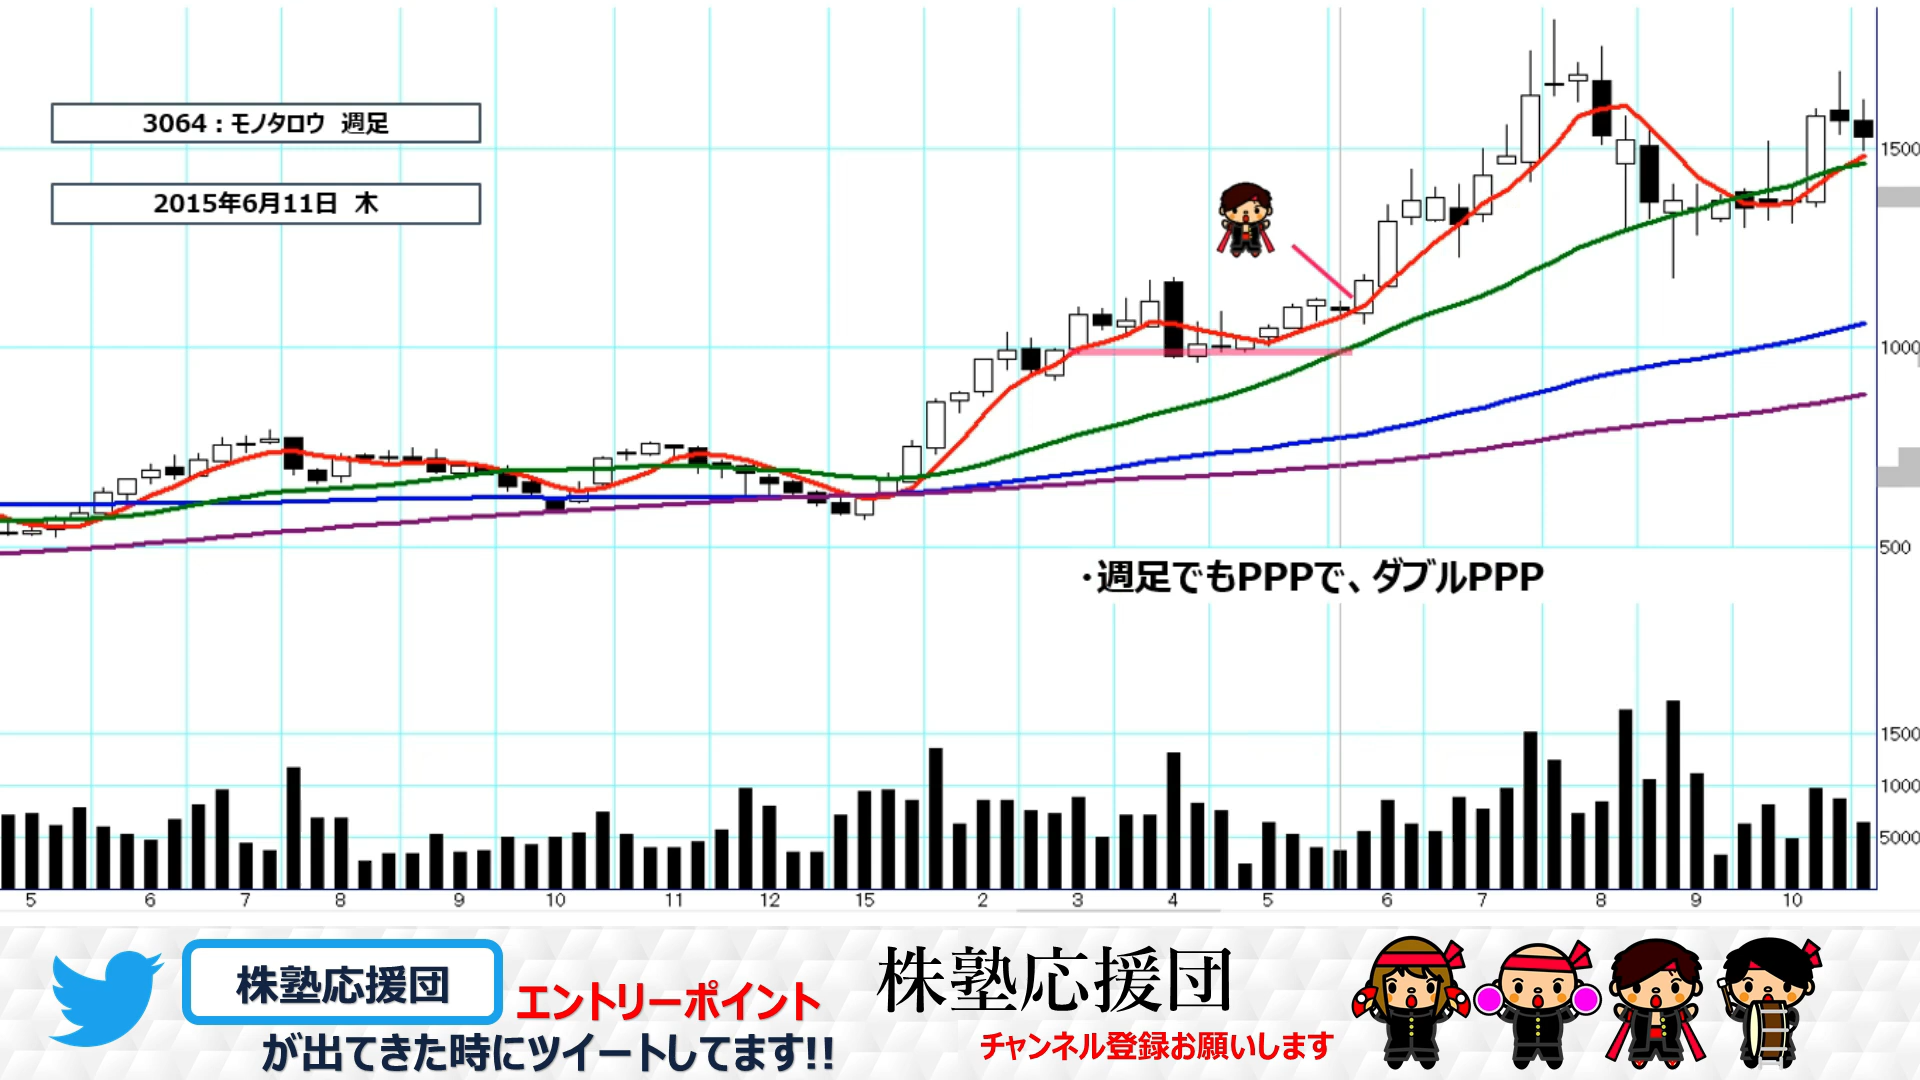 3064：モノタロウ 週足
2015年6月11日 木
1500
1000
500
・週足でもPPPで、ダブルPPP
1500
1000
5000
5 6 7 8 9 10 11 12 15 2 3 4 5 6 7 8 9 10
株塾応援団
エントリーポイント
が出てきた時にツイートしてます!!
株塾応援団
チャンネル登録お願いします